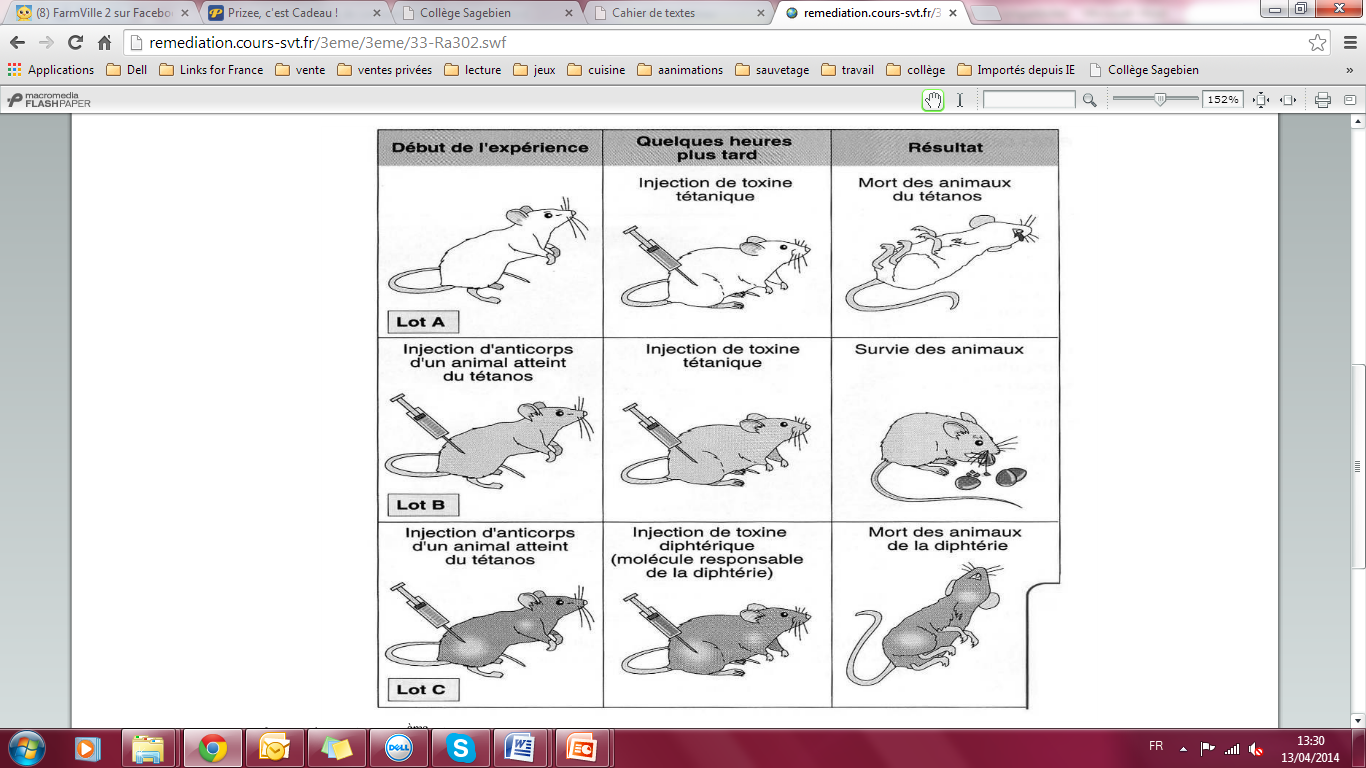 (8) FarmVille 2 sur Facebo
Prizee, c'est Cadeau !
Collège Sagebien
Cahier de textes
remediation.cours-svt.fr/3
remediation.cours-svt.fr/3eme/3eme/33-Ra302.swf
Applications
Dell
Links for France
vente
ventes privées
lecture
jeux
cuisine
aanimations
sauvetage
travail
collège
Importés depuis IE
Collège Sagebien
»
macromedia
FLASHPAPER
152%
Début de l'expérience
Quelques heures
plus tard
Résultat
Injection de toxine
tétanique
Mort des animaux
du tétanos
Lot A
Injection d'anticorps
d'un animal atteint
du tétanos
Injection de toxine
tétanique
Survie des animaux
Lot B
Injection d'anticorps
d'un animal atteint
du tétanos
Injection de toxine
diphtérique
(molécule responsable
de la diphtérie)
Mort des animaux
de la diphtérie
Lot C
ème
FR
13:30
13/04/2014